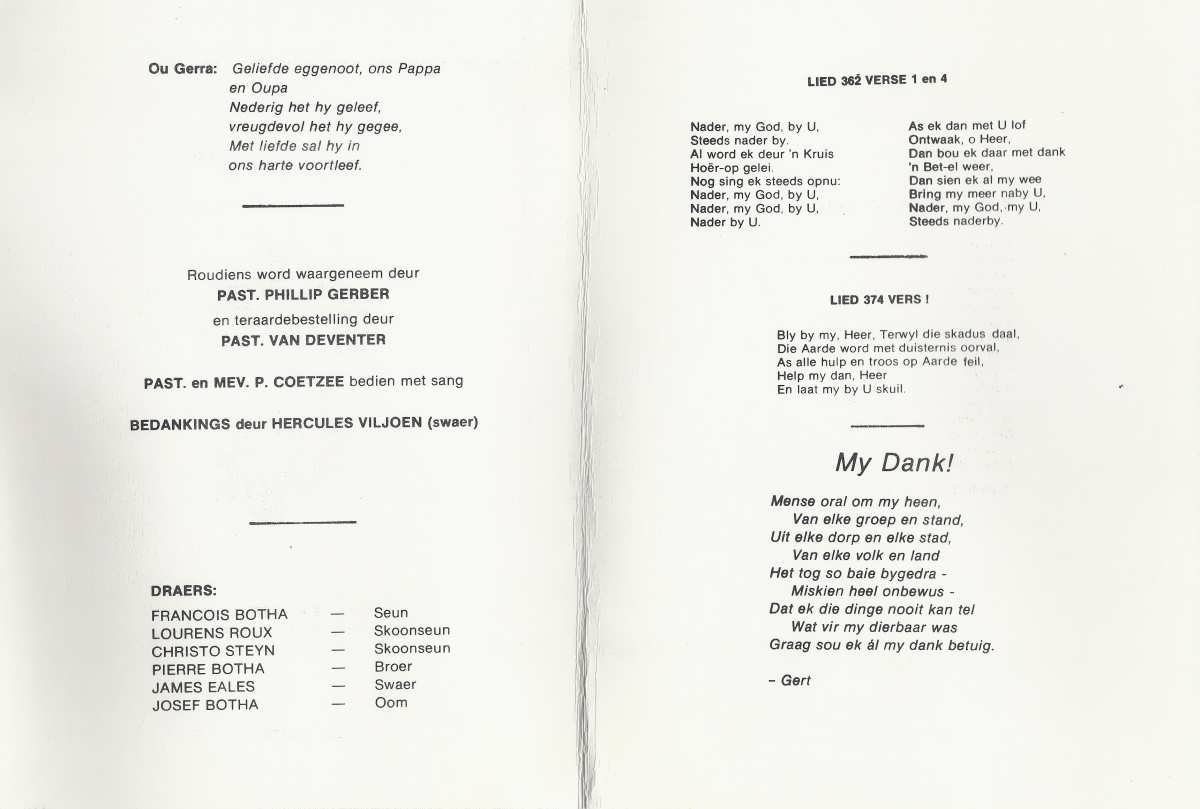 Ou Gerra: Geliefde eggenoot, ons Pappa
en Oupa
Nederig het hy geleef,
vreugdevol het hy gegee,
Met liefde sal hy in
ons harte voortleef.
Roudiens word waargeneem deur
PAST. PHILLIP GERBER
en teraardebestelling deur
PAST. VAN DEVENTER
PAST. en MEV. P. COETZEE bedien met sang
BEDANKINGS deur HERCULES VILJOEN (swaer)
DRAERS:
FRANCOIS BOTHA — Seun
LOURENS ROUX — Skoonseun
CHRISTO STEYN — Skoonseun
PIERRE BOTHA — Broer
JAMES EALES — Swaer
JOSEF BOTHA — Oom
LIED 362 VERSE 1 en 4
Nader, my God, by U,
Steeds nader by.
Al word ek deur 'n Kruis
Hoër-op gelei.
Nog sing ek steeds opnu:
Nader, my God, by U,
Nader, my God, by U,
Nader by U.
As ek dan met U lof
Ontwaak, o Heer,
Dan bou ek daar met dank
'n Bet-el weer,
Dan sien ek al my wee
Bring my meer naby U,
Nader, my God, my U,
Steeds naderby.
LIED 374 VERS !
Bly by my, Heer, Terwyl die skadus daal,
Die Aarde word met duisternis oorval,
As alle hulp en troos op Aarde feil,
Help my dan, Heer
En laat my by U skuil.
My Dank!
Mense oral om my heen,
Van elke groep en stand,
Uit elke dorp en elke stad,
Van elke volk en land
Het tog so baie bygedra -
Miskien heel onbewus -
Dat ek die dinge nooit kan tel
Wat vir my dierbaar was
Graag sou ek ál my dank betuig.
– Gert